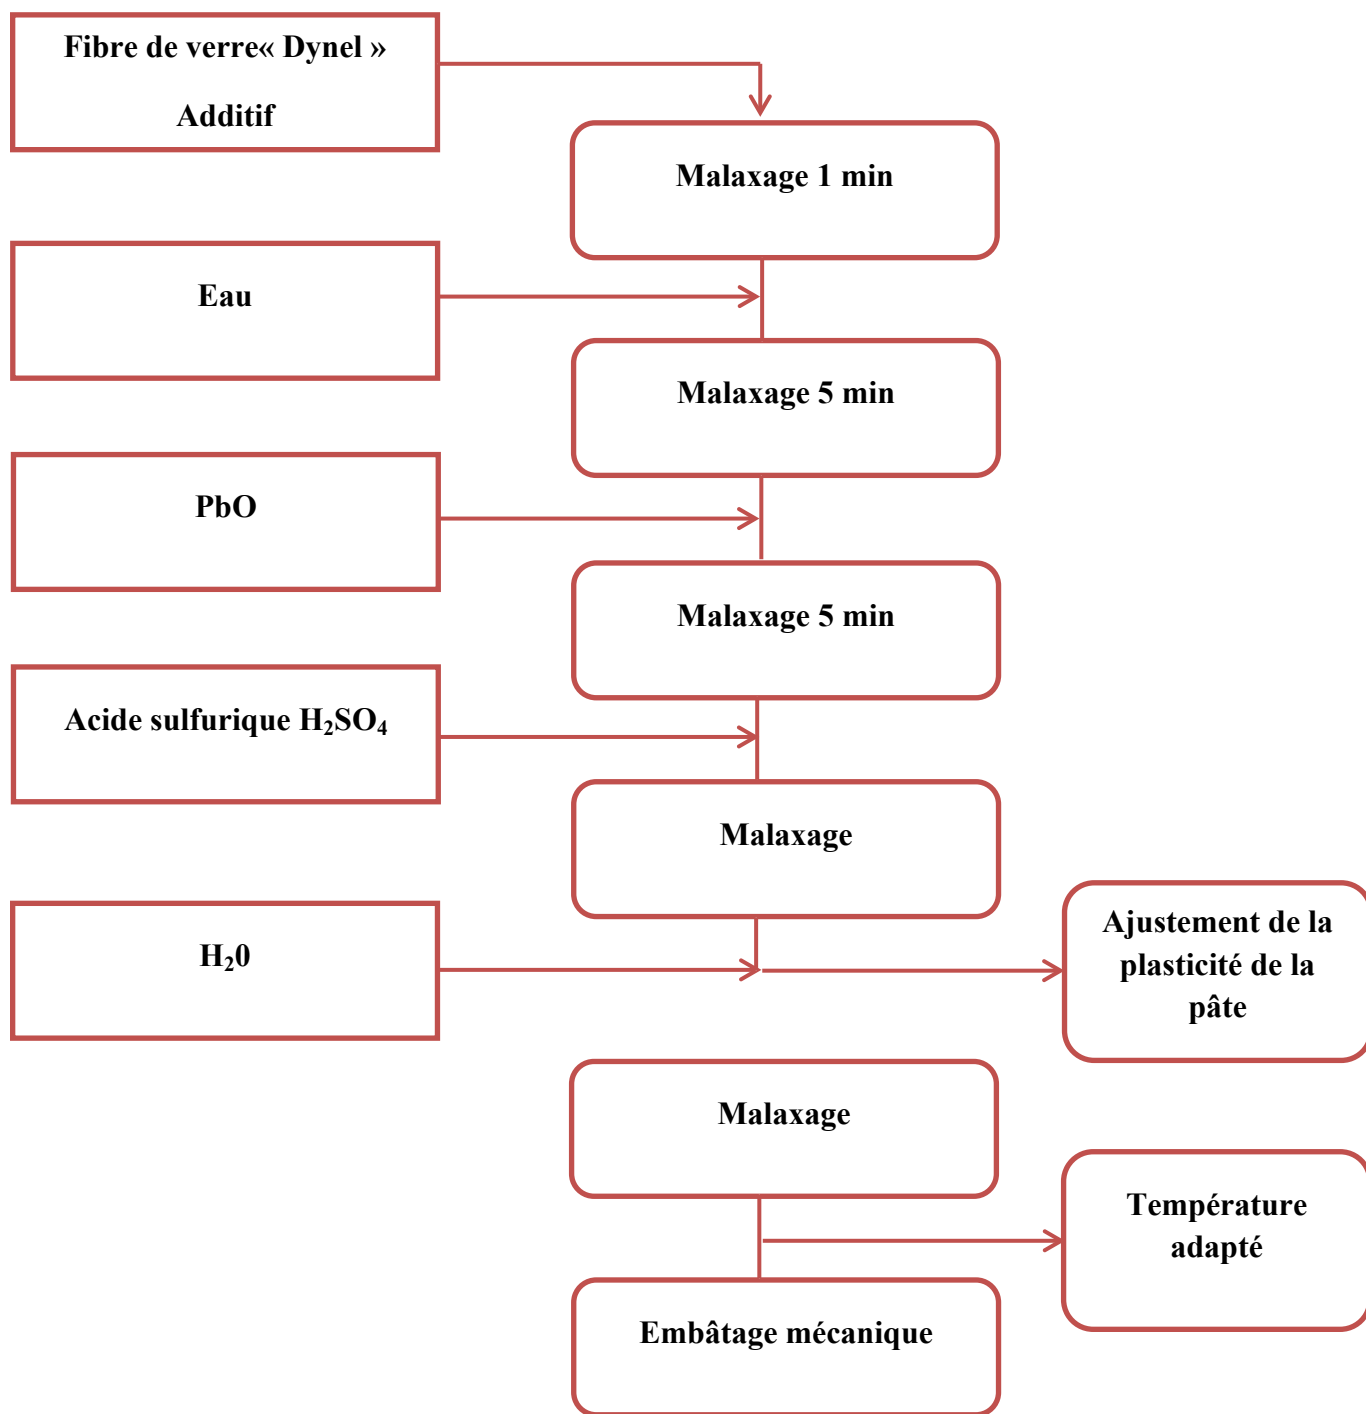 Fibre de verre« Dynel »
Additif
Malaxage 1 min
Eau
Malaxage 5 min
PbO
Malaxage 5 min
Acide sulfurique H₂SO₄
Malaxage
H₂0
Ajustement de la
plasticité de la
pâte
Malaxage
Température
adapté
Embâtage mécanique